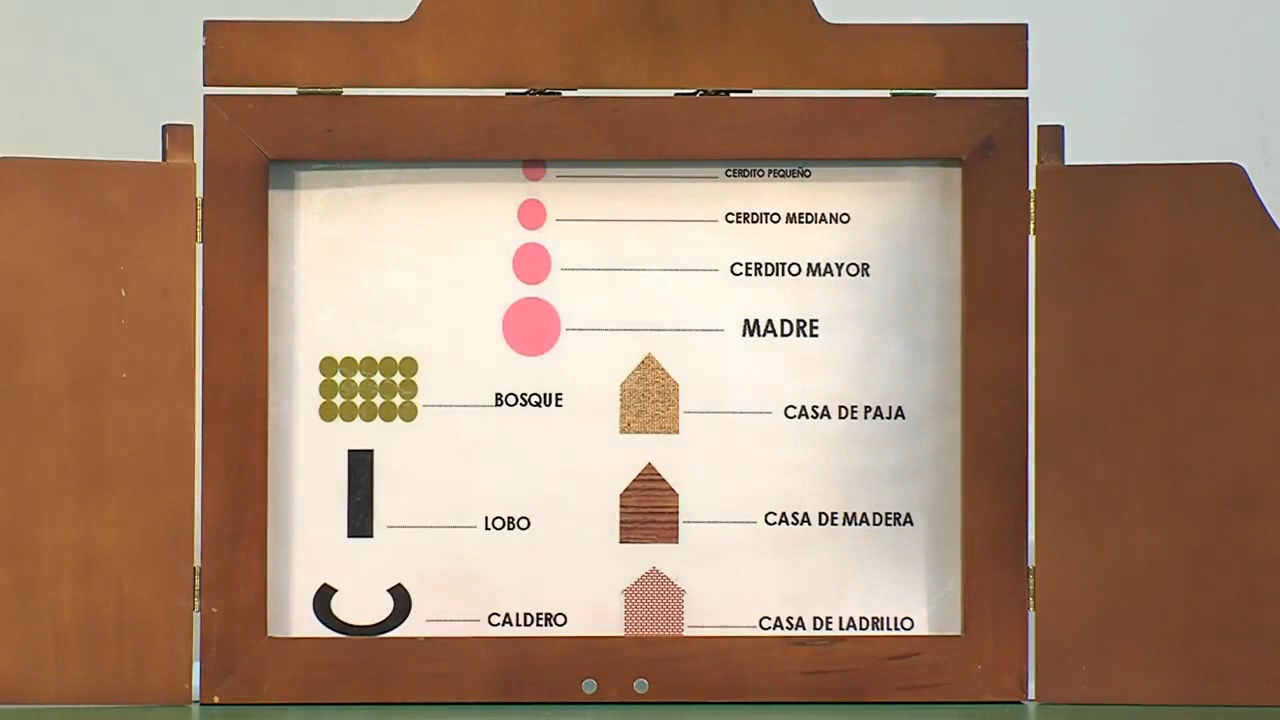 CERDITO PEQUEÑO
CERDITO MEDIANO
CERDITO MAYOR
MADRE
BOSQUE
CASA DE PAJA
LOBO
CASA DE MADERA
CALDERO
CASA DE LADRILLO